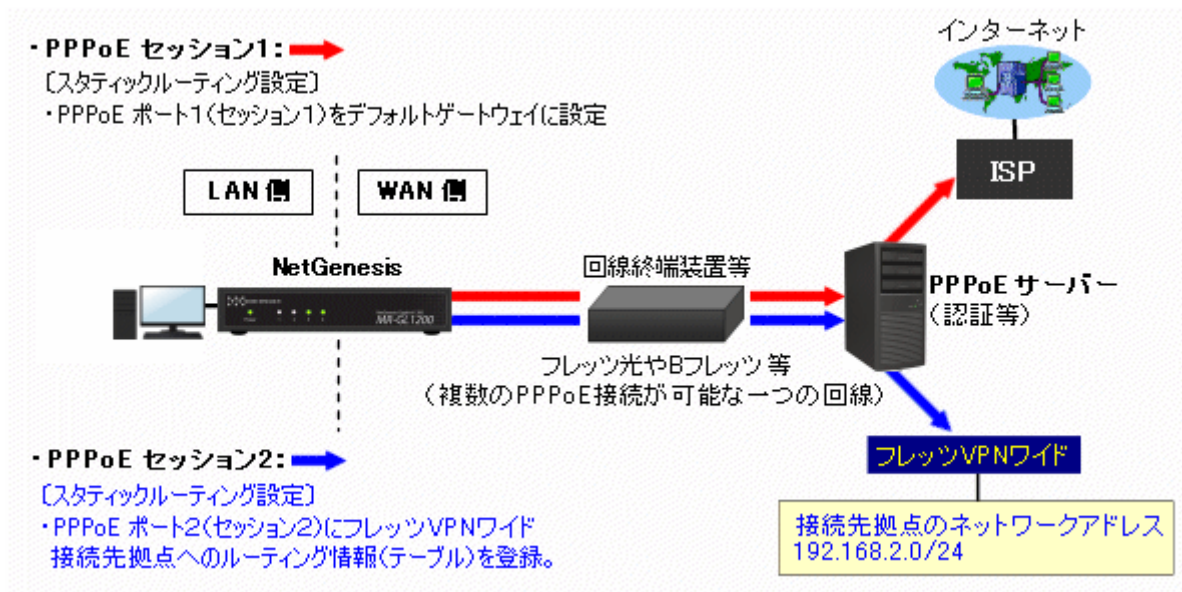 ・PPPoE セッション1:
〔スタティックルーティング設定〕
・PPPoE ポート1(セッション1)をデフォルトゲートウェイに設定
インターネット
ISP
LAN 側
WAN 側
NetGenesis
回線終端装置等
PPPoE サーバー
(認証等)
MR-GL1200
フレッツ光やBフレッツ 等
(複数のPPPoE接続が可能な一つの回線)
・PPPoE セッション2:
〔スタティックルーティング設定〕
・PPPoE ポート2(セッション2)にフレッツVPNワイド
接続先拠点へのルーティング情報(テーブル)を登録。
フレッツVPNワイド
接続先拠点のネットワークアドレス
192.168.2.0/24